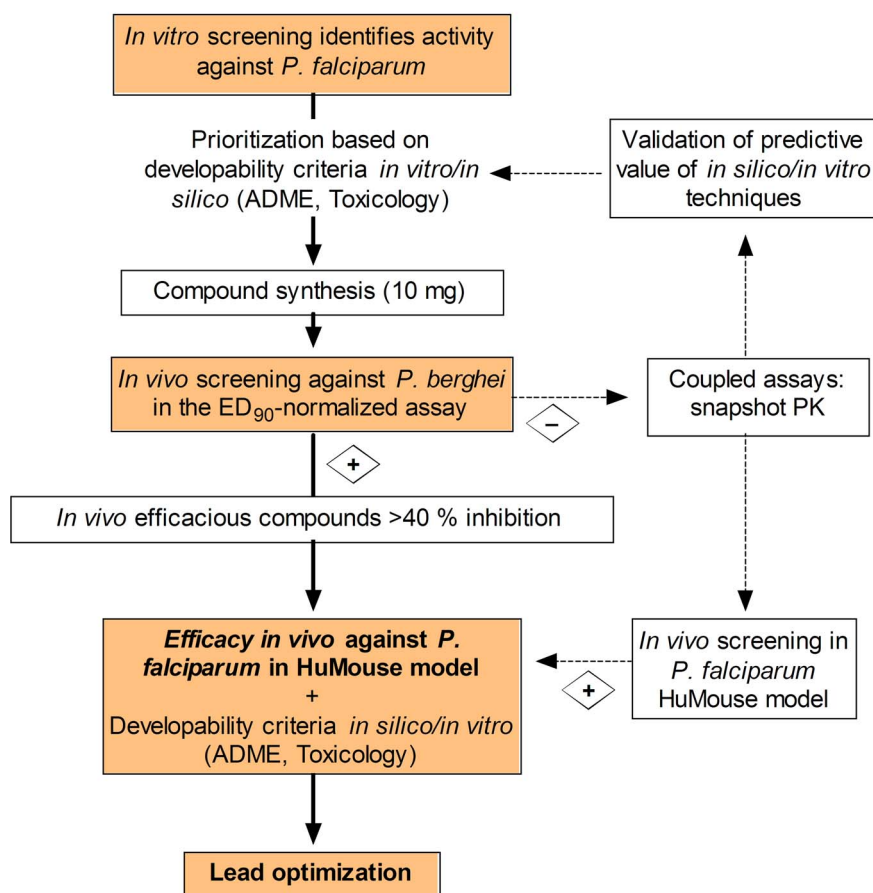 In vitro screening identifies activity
against P. falciparum
Prioritization based on
developability criteria in vitro/in
silico (ADME, Toxicology)
Validation of predictive
value of in silico/in vitro
techniques
Compound synthesis (10 mg)
In vivo screening against P. berghei
in the ED90-normalized assay
−
Coupled assays:
snapshot PK
+
In vivo efficacious compounds >40 % inhibition
Efficacy in vivo against P.
falciparum in HuMouse model
+
Developability criteria in silico/in vitro
(ADME, Toxicology)
+
In vivo screening in
P. falciparum
HuMouse model
Lead optimization